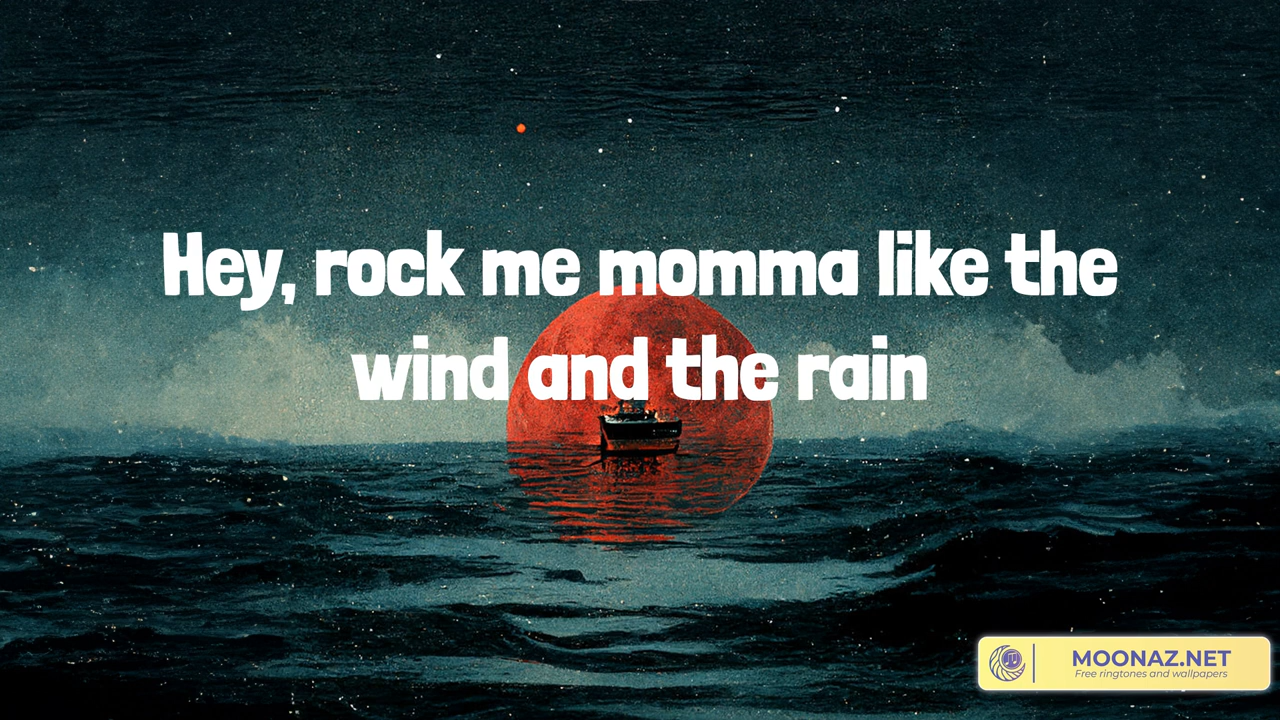 Hey, rock me momma like the
wind and the rain
MOONAZ.NET
Free ringtones and wallpapers